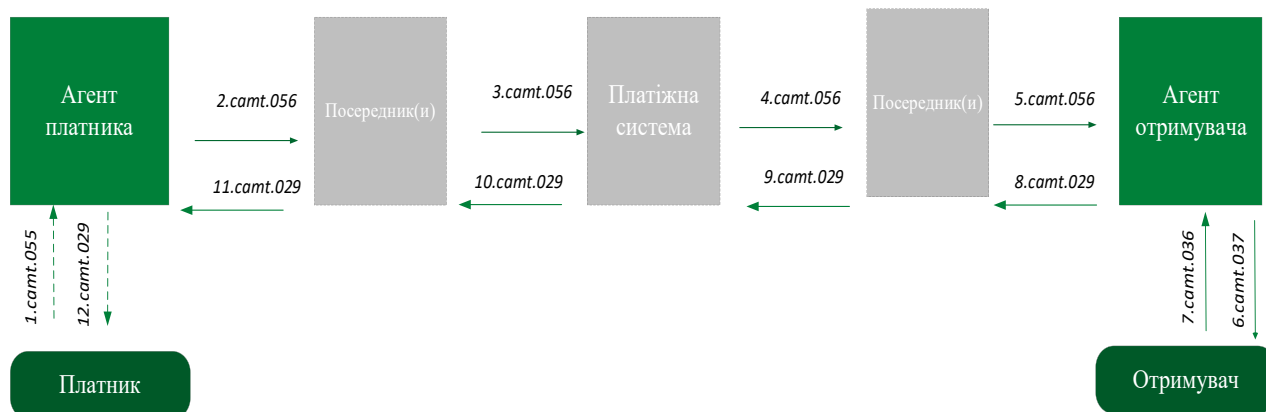 Агент
платника
2.camt.056
11.camt.029
Посередник(и)
3.camt.056
10.camt.029
Платіжна
система
4.camt.056
9.camt.029
Посередник(и)
5.camt.056
8.camt.029
Агент
отримувача
1.camt.055
12.camt.029
7.camt.036
6.camt.037
Платник
Отримувач